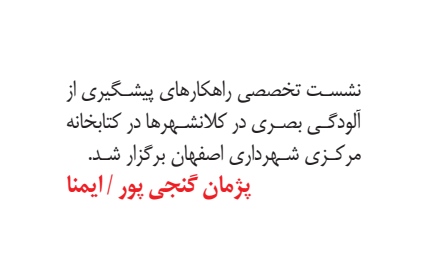 نشست تخصصی راهکارهای پیشگیری از
آلودگی بصری در کلانشهرها در کتابخانه
مرکزی شهرداری اصفهان برگزار شد.
پژمان گنجی پور / ایمنا